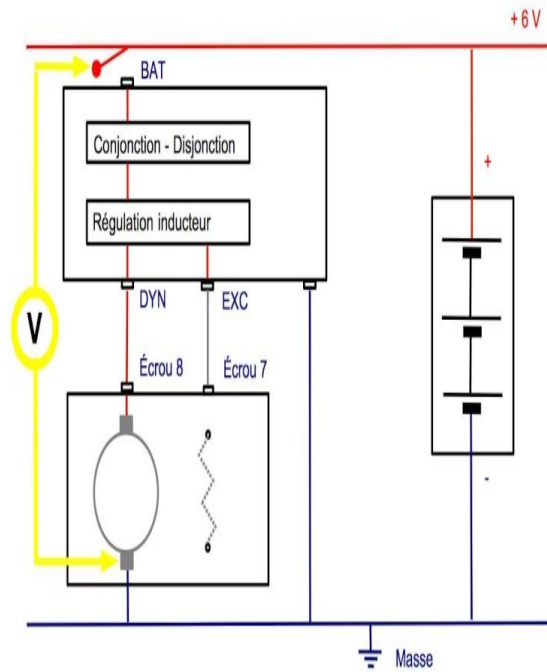 + 6 V
BAT
Conjonction - Disjonction
+
Régulation inducteur
DYN
EXC
V
Écrou 8
Écrou 7
-
Masse